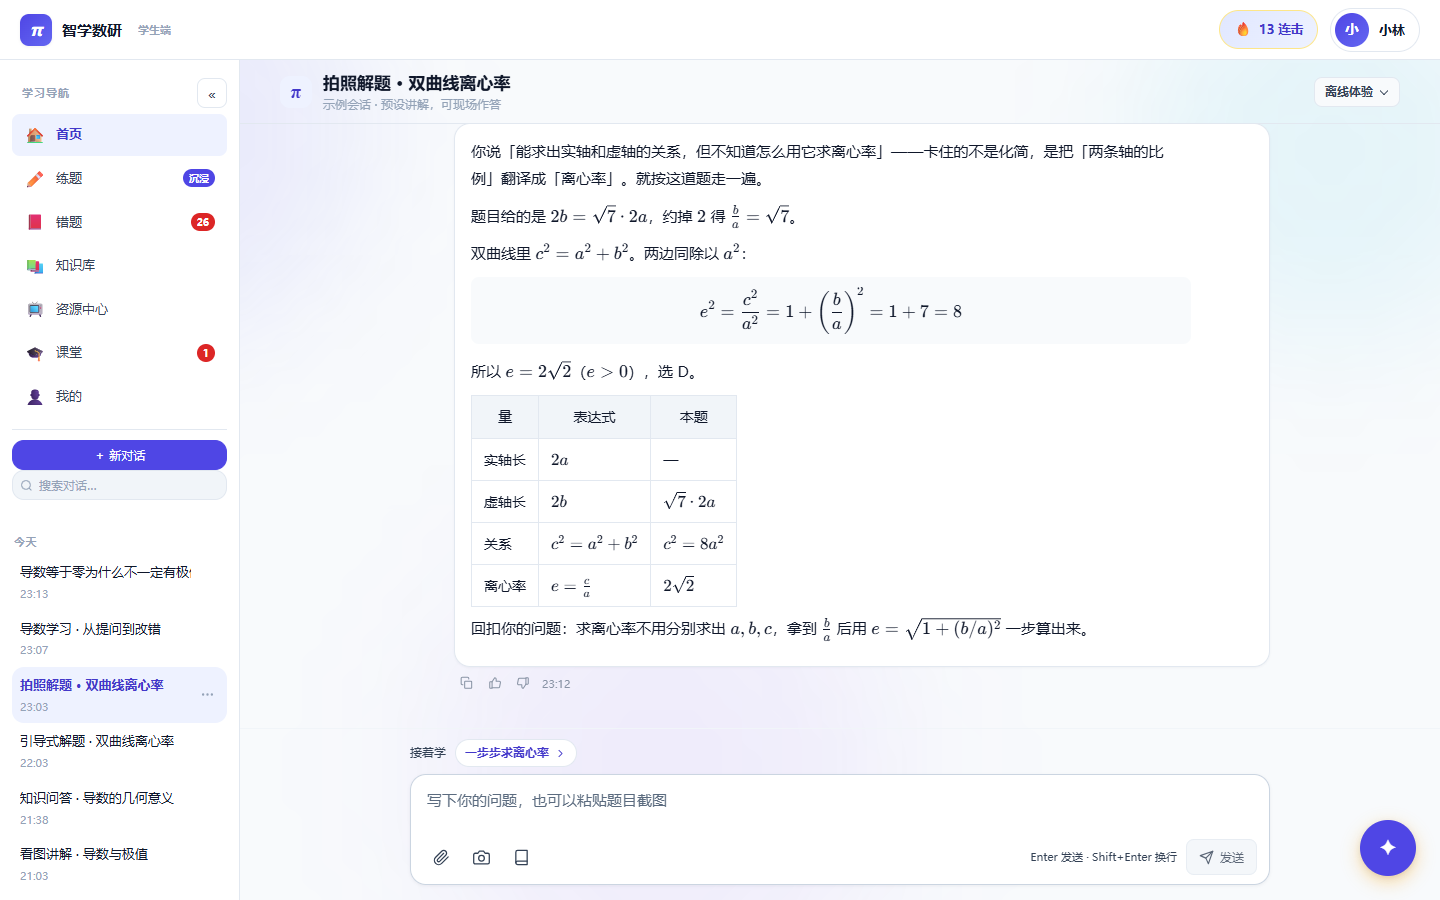 π 智学数研 学生端
13 连击
小 小林
学习导航 «
首页
练题 沉浸
错题 26
知识库
资源中心
课堂 1
我的
+ 新对话
搜索对话...
今天
导数等于零为什么不一定有极
23:13
导数学习 · 从提问到改错
23:07
拍照解题 • 双曲线离心率 ...
23:03
引导式解题 · 双曲线离心率
22:03
知识问答 · 导数的几何意义
21:38
看图讲解 · 导数与极值
21:03
π 拍照解题 • 双曲线离心率
示例会话 · 预设讲解，可现场作答
离线体验
你说「能求出实轴和虚轴的关系，但不知道怎么用它求离心率」——卡住的不是化简，是把「两条轴的比
例」翻译成「离心率」。就按这道题走一遍。
题目给的是 2b = √7 · 2a，约掉 2 得 b/a = √7。
双曲线里 c² = a² + b²。两边同除以 a²：
e² = c²/a² = 1 + (b/a)² = 1 + 7 = 8
所以 e = 2√2（e > 0），选 D。
量 表达式 本题
实轴长 2a —
虚轴长 2b √7 · 2a
关系 c² = a² + b² c² = 8a²
离心率 e = c/a 2√2
回扣你的问题：求离心率不用分别求出 a, b, c，拿到 b/a 后用 e = √(1 + (b/a)²) 一步算出来。
23:12
接着学 一步步求离心率 >
写下你的问题，也可以粘贴题目截图
Enter 发送 · Shift+Enter 换行 发送